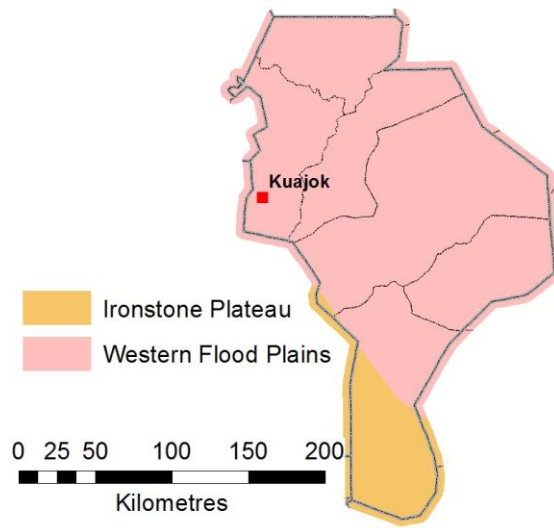 Kuajok
Ironstone Plateau
Western Flood Plains
0 25 50 100 150 200
Kilometres